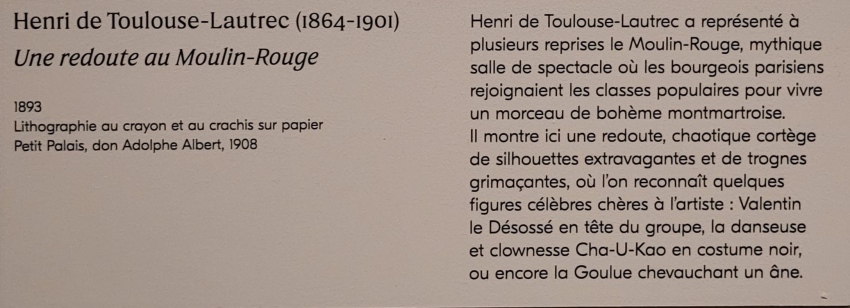 Henri de Toulouse-Lautrec (1864-1901)
Une redoute au Moulin-Rouge
1893
Lithographie au crayon et au crachis sur papier
Petit Palais, don Adolphe Albert, 1908
Henri de Toulouse-Lautrec a représenté à
plusieurs reprises le Moulin-Rouge, mythique
salle de spectacle où les bourgeois parisiens
rejoignaient les classes populaires pour vivre
un morceau de bohème montmartroise.
Il montre ici une redoute, chaotique cortège
de silhouettes extravagantes et de trognes
grimaçantes, où l'on reconnaît quelques
figures célèbres chères à l'artiste : Valentin
le Désossé en tête du groupe, la danseuse
et clownesse Cha-U-Kao en costume noir,
ou encore la Goulue chevauchant un âne.